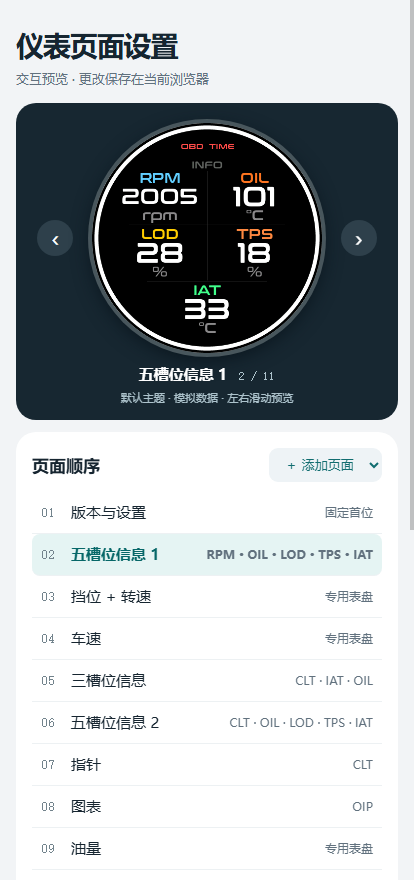 仪表页面设置
交互预览 · 更改保存在当前浏览器
OBD TIME
INFO
RPM OIL
2005 101
rpm °C
LOD TPS
28 18
% %
IAT
33
°C
‹ ›
五槽位信息 1 2 / 11
默认主题 · 模拟数据 · 左右滑动预览
页面顺序 + 添加页面
01 版本与设置 固定首位
02 五槽位信息 1 RPM · OIL · LOD · TPS · IAT
03 挡位 + 转速 专用表盘
04 车速 专用表盘
05 三槽位信息 CLT · IAT · OIL
06 五槽位信息 2 CLT · OIL · LOD · TPS · IAT
07 指针 CLT
08 图表 OIP
09 油量 专用表盘